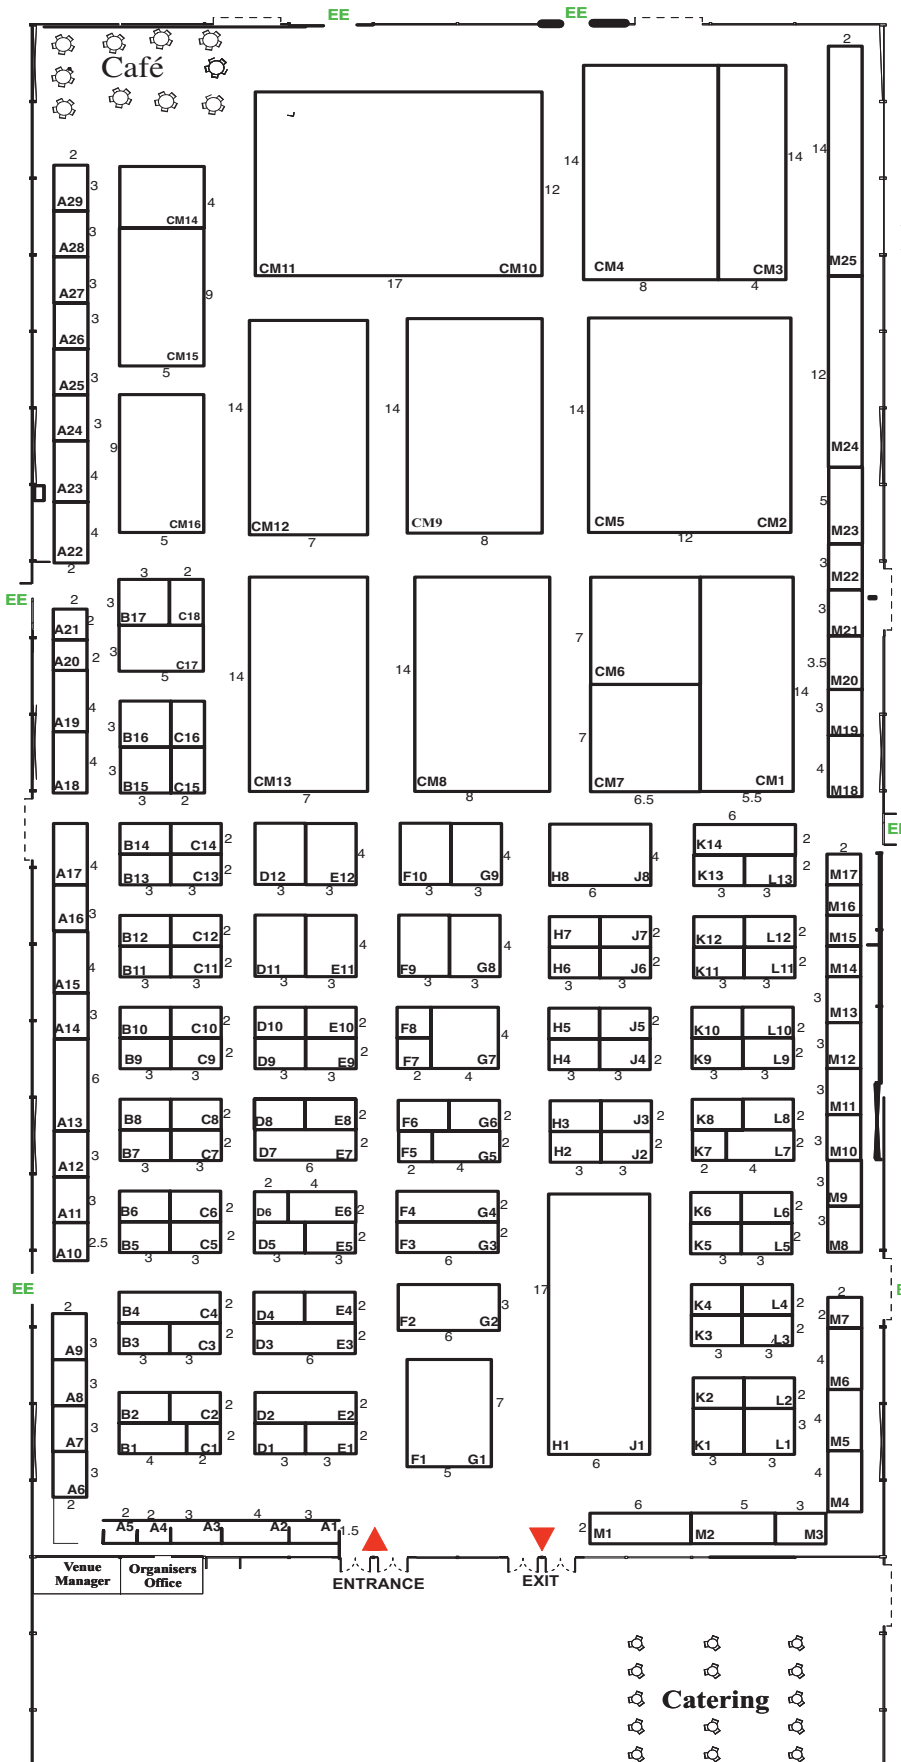 EE
EE
Café
2
2
14
14
14
12
2
3
A29
3
A28
3
A27
3
A26
3
A25
3
A24
4
A23
4
A22
2
4
CM14
9
CM15
5
9
CM16
5
CM11
CM10
17
CM4
CM3
8
4
M25
12
M24
14
CM12
7
14
CM9
8
14
CM5
CM2
12
5
M23
3
M22
3
M21
3.5
M20
3
M19
4
M18
EE
2
2
A21
2
A20
4
A19
4
A18
3
2
3
B17
C18
3
C17
5
3
B16
C16
3
B15
C15
3
2
14
CM13
7
14
CM8
8
7
CM6
7
CM7
6.5
14
CM1
5.5
6
EE
4
A17
3
A16
4
A15
3
A14
6
A13
3
A12
3
A11
2.5
A10
B14
C14
2
B13
C13
2
3
3
D12
E12
4
3
3
F10
G9
4
3
3
H8
J8
4
6
K14
2
K13
L13
2
3
3
2
M17
M16
M15
M14
3
M13
3
M12
3
M11
3
M10
3
M9
3
M8
B12
C12
2
B11
C11
2
3
3
D11
E11
4
3
3
F9
G8
4
3
3
H7
J7
2
H6
J6
2
3
3
K12
L12
2
K11
L11
2
3
3
B10
C10
2
B9
C9
2
3
3
D10
E10
2
D9
E9
2
3
3
F8
F7
G7
4
2
4
H5
J5
2
H4
J4
2
3
3
K10
L10
2
K9
L9
2
3
3
B8
C8
2
B7
C7
2
3
3
D8
E8
2
D7
E7
2
6
F6
G6
2
F5
G5
2
2
4
H3
J3
2
H2
J2
2
3
3
K8
L8
2
K7
L7
2
2
4
B6
C6
2
B5
C5
2
3
3
2
4
D6
E6
2
D5
E5
2
3
3
F4
G4
2
F3
G3
2
6
17
H1
J1
6
K6
L6
2
K5
L5
2
3
3
EE
E
2
3
A9
3
A8
3
A7
3
A6
2
B4
C4
2
B3
C3
2
3
3
D4
E4
2
D3
E3
2
6
F2
G2
3
6
K4
L4
2
K3
L3
2
3
3
2
2
M7
4
M6
4
M5
4
M4
B2
C2
2
B1
C1
2
4
2
D2
E2
2
D1
E1
2
3
3
7
F1
G1
5
K2
L2
2
K1
L1
3
3
3
2
2
3
4
3
A5
A4
A3
A2
A1
1.5
6
5
3
2
M1
M2
M3
Venue
Manager
Organisers
Office
ENTRANCE
EXIT
Catering